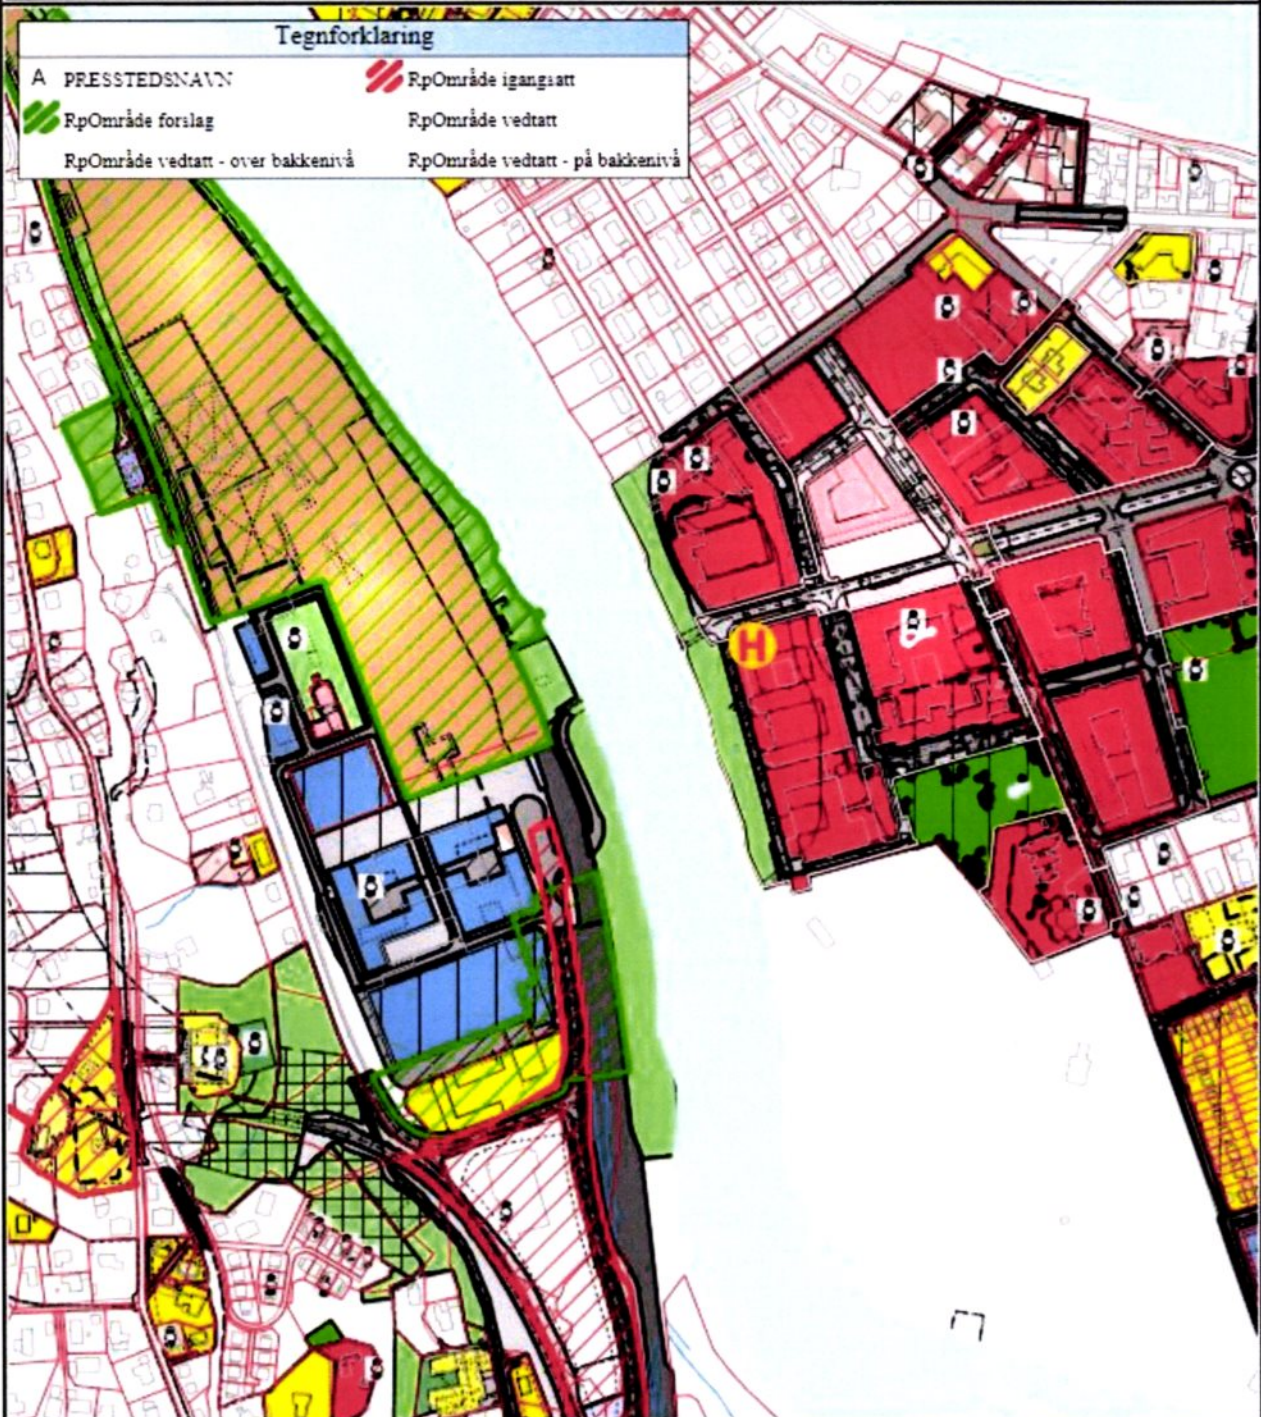 Tegnforklaring
A PRESSTEDSNAVN RpOmråde igangsatt
RpOmråde forslag RpOmråde vedtatt
RpOmråde vedtatt - over bakkenivå RpOmråde vedtatt - på bakkenivå
H